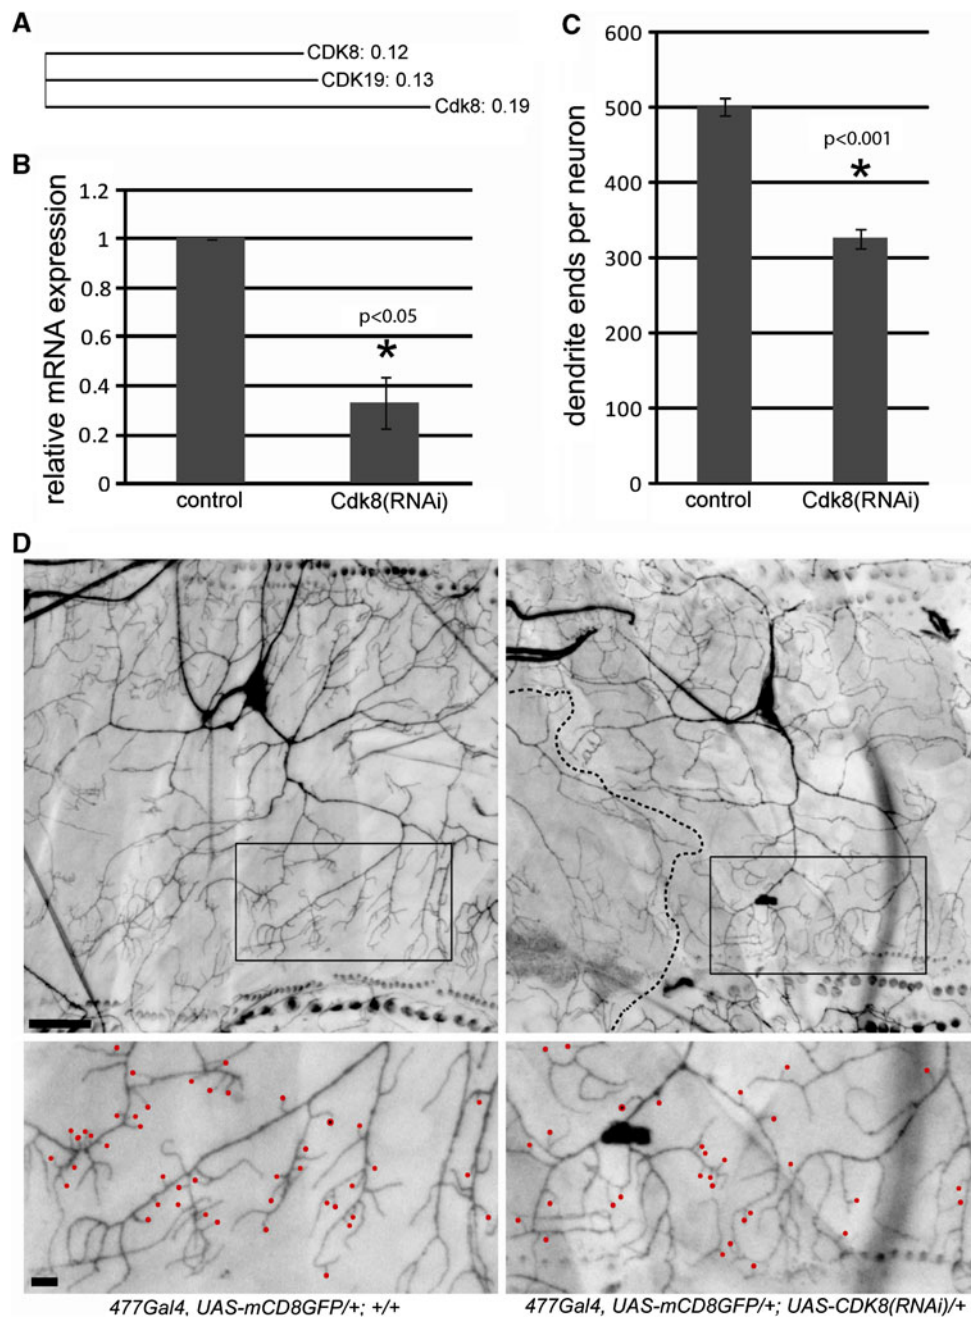 A
CDK8: 0.12
CDK19: 0.13
Cdk8: 0.19
B
relative mRNA expression
1.2
1
0.8
0.6
0.4
0.2
0
p<0.05
*
control
Cdk8(RNAi)
C
dendrite ends per neuron
600
500
400
300
200
100
0
p<0.001
*
control
Cdk8(RNAi)
D
477Gal4, UAS-mCD8GFP/+; +/+
477Gal4, UAS-mCD8GFP/+; UAS-CDK8(RNAi)/+